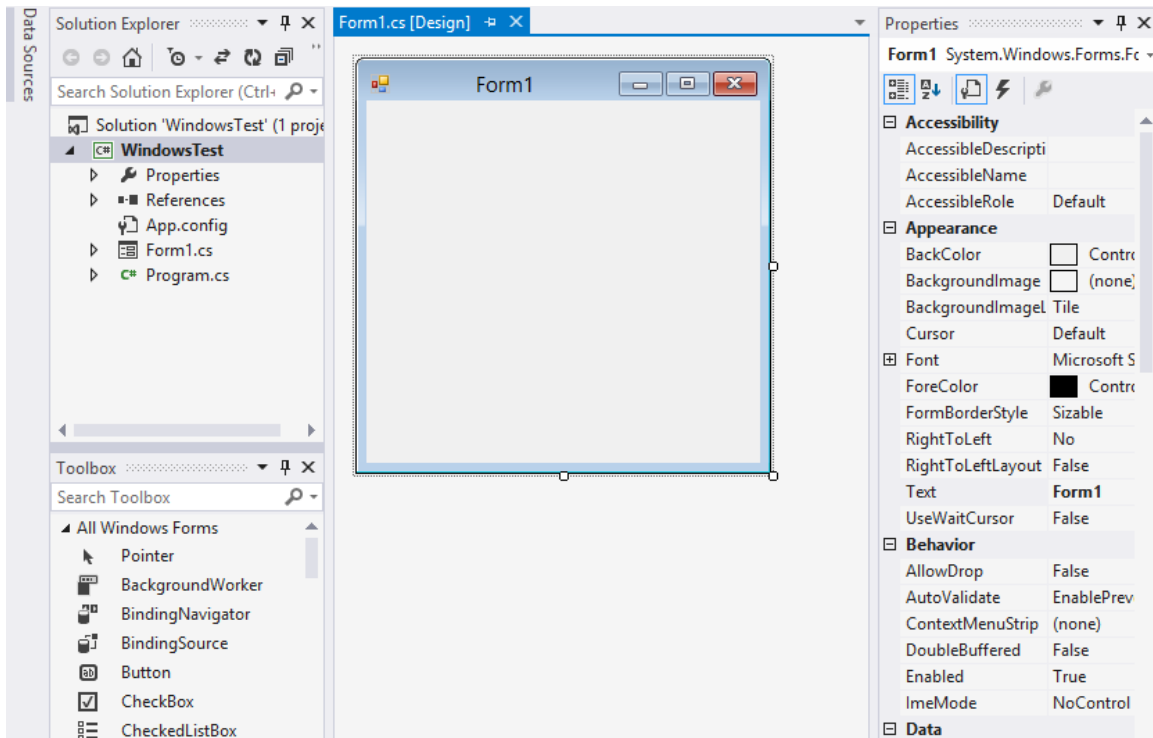 Data Sources
Solution Explorer
Search Solution Explorer (Ctrl+
Solution 'WindowsTest' (1 proje
C# WindowsTest
Properties
References
App.config
Form1.cs
C# Program.cs
Toolbox
Search Toolbox
All Windows Forms
Pointer
BackgroundWorker
BindingNavigator
BindingSource
ab Button
CheckBox
CheckedListBox
Form1.cs [Design]
Form1
Properties
Form1 System.Windows.Forms.Fc
Accessibility
AccessibleDescripti
AccessibleName
AccessibleRole Default
Appearance
BackColor Contro
BackgroundImage (none)
BackgroundImageL Tile
Cursor Default
Font Microsoft S
ForeColor Contro
FormBorderStyle Sizable
RightToLeft No
RightToLeftLayout False
Text Form1
UseWaitCursor False
Behavior
AllowDrop False
AutoValidate EnablePrev
ContextMenuStrip (none)
DoubleBuffered False
Enabled True
ImeMode NoControl
Data